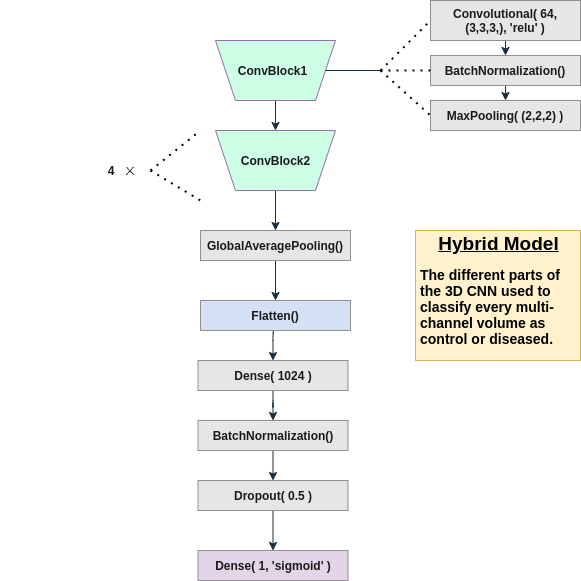 Convolutional( 64,
(3,3,3,), 'relu' )
ConvBlock1
BatchNormalization()
MaxPooling( (2,2,2) )
ConvBlock2
4 ×
GlobalAveragePooling()
Hybrid Model
The different parts of
the 3D CNN used to
classify every multi-
channel volume as
control or diseased.
Flatten()
Dense( 1024 )
BatchNormalization()
Dropout( 0.5 )
Dense( 1, 'sigmoid' )